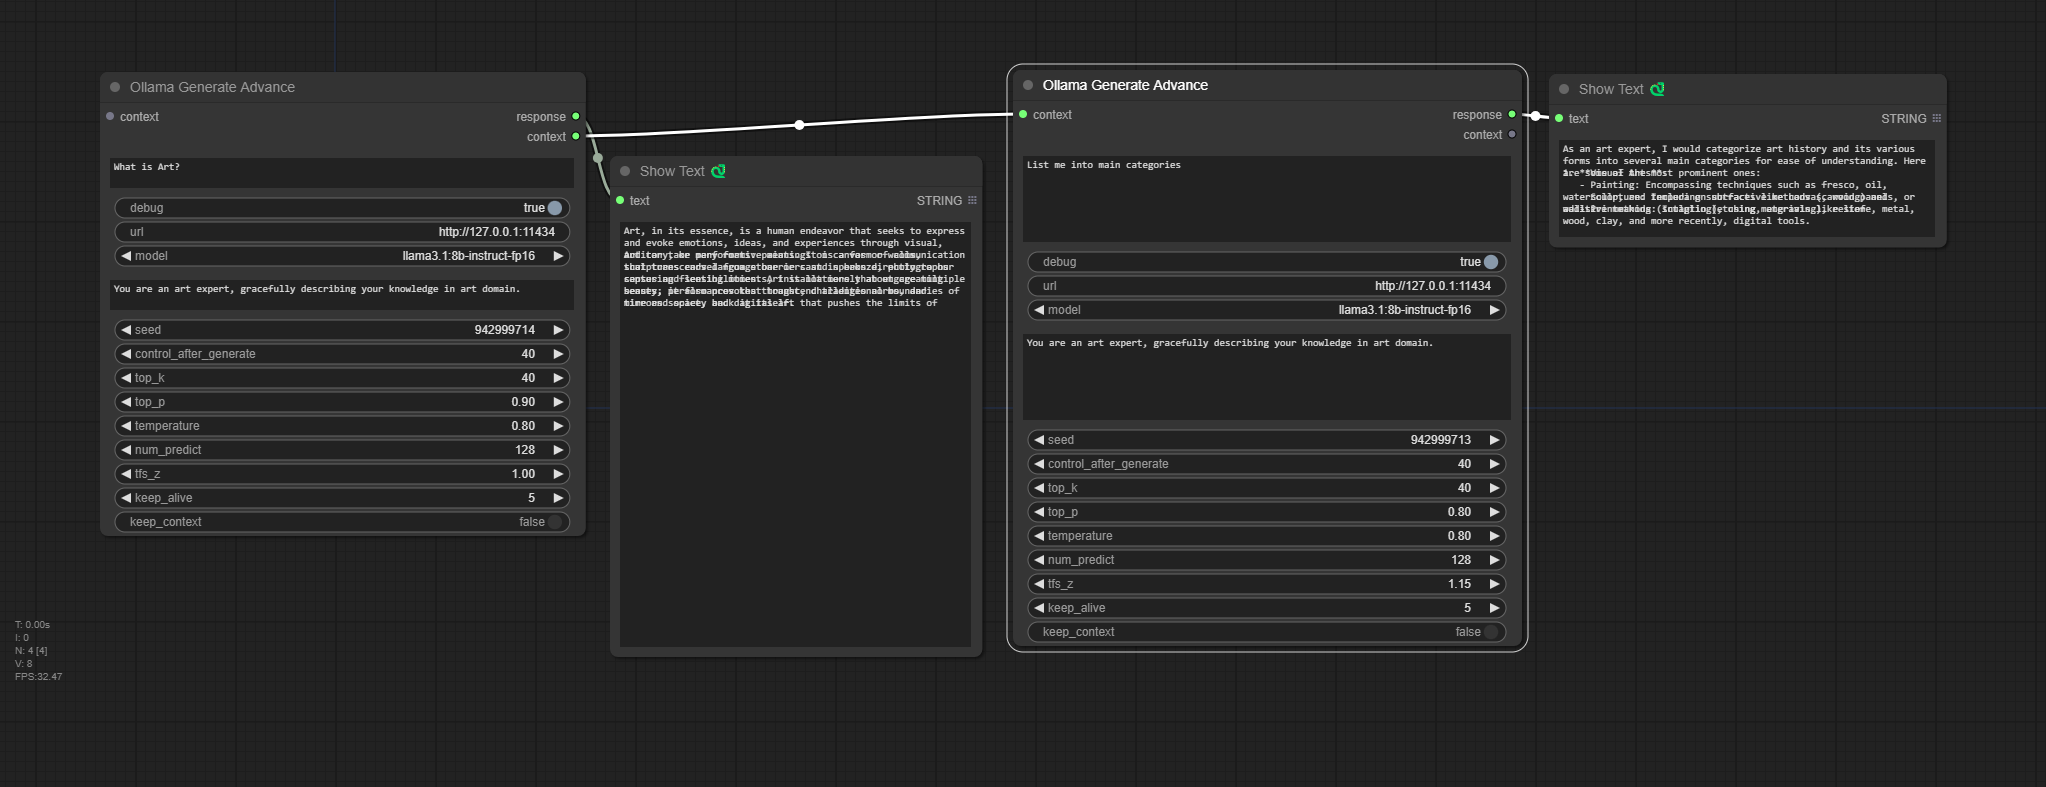 Ollama Generate Advance
context
response
context
What is Art?
debug true
url http://127.0.0.1:11434
model llama3.1:8b-instruct-fp16
You are an art expert, gracefully describing your knowledge in art domain.
seed 942999714
control_after_generate 40
top_k 40
top_p 0.90
temperature 0.80
num_predict 128
tfs_z 1.00
keep_alive 5
keep_context false
Show Text
text STRING
Art, in its essence, is a human endeavor that seeks to express
and evoke emotions, ideas, and experiences through visual,
that pushes the limits of
Ollama Generate Advance
context response
context
List me into main categories
debug true
url http://127.0.0.1:11434
model llama3.1:8b-instruct-fp16
You are an art expert, gracefully describing your knowledge in art domain.
seed 942999713
control_after_generate 40
top_k 40
top_p 0.80
temperature 0.80
num_predict 128
tfs_z 1.15
keep_alive 5
keep_context false
Show Text
text STRING
As an art expert, I would categorize art history and its various
forms into several main categories for ease of understanding. Here
prominent ones:
- Painting: Encompassing techniques such as fresco, oil,
metal,
wood, clay, and more recently, digital tools.
T: 0.00s
I: 0
N: 4 [4]
V: 8
FPS:32.47